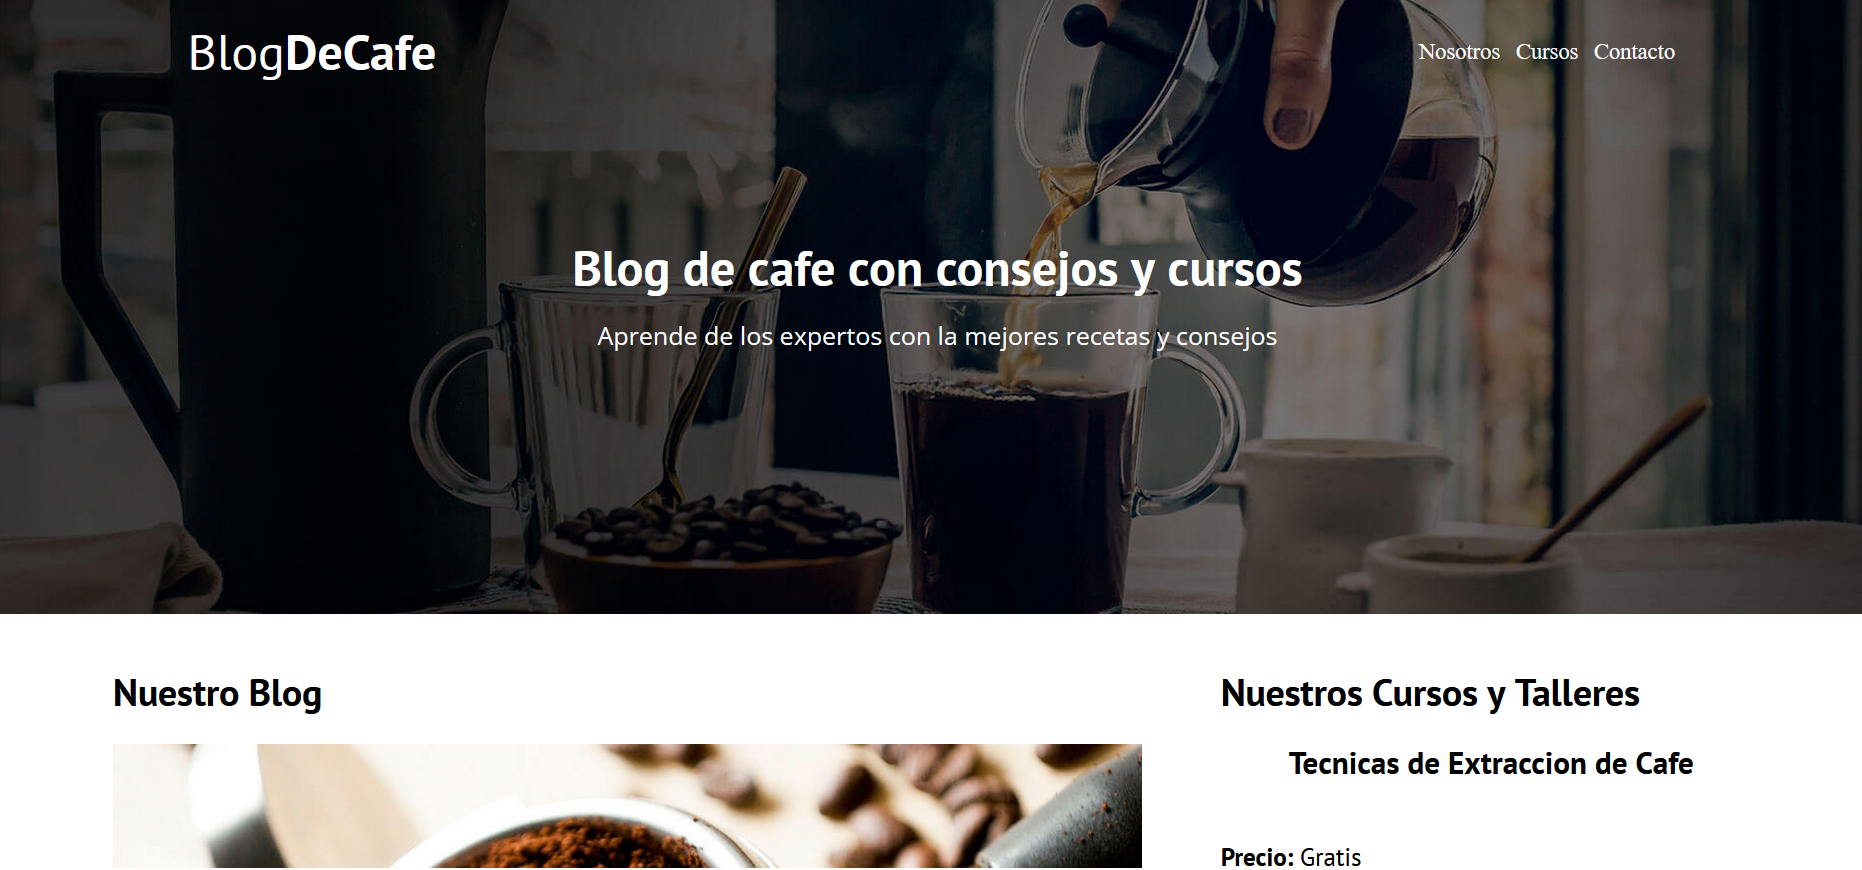 BlogDeCafe
Nosotros Cursos Contacto
Blog de cafe con consejos y cursos
Aprende de los expertos con la mejores recetas y consejos
Nuestro Blog
Nuestros Cursos y Talleres
Tecnicas de Extraccion de Cafe
Precio: Gratis